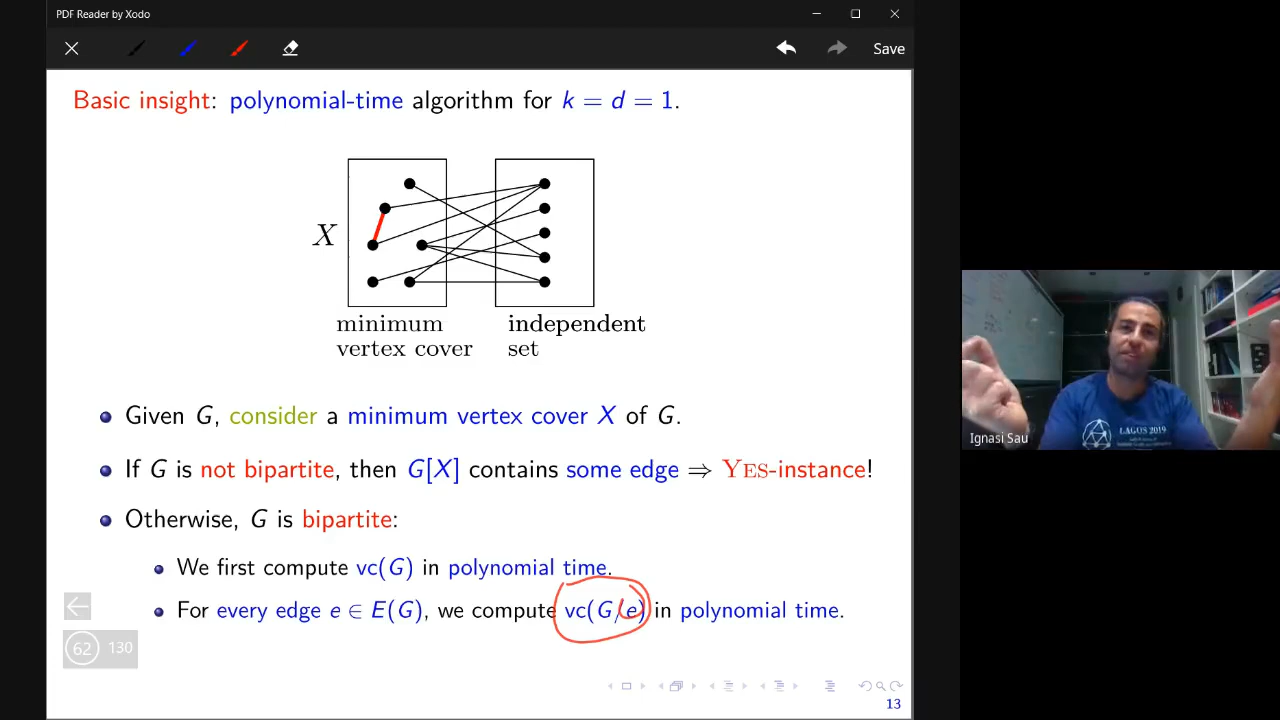 PDF Reader by Xodo
Save
Basic insight: polynomial-time algorithm for k = d = 1.
X
minimum
vertex cover
independent
set
Given G, consider a minimum vertex cover X of G.
If G is not bipartite, then G[X] contains some edge ⇒ YES-instance!
Otherwise, G is bipartite:
We first compute vc(G) in polynomial time.
For every edge e ∈ E(G), we compute vc(G/e) in polynomial time.
62 130
13
LAGOS 2019
Ignasi Sau